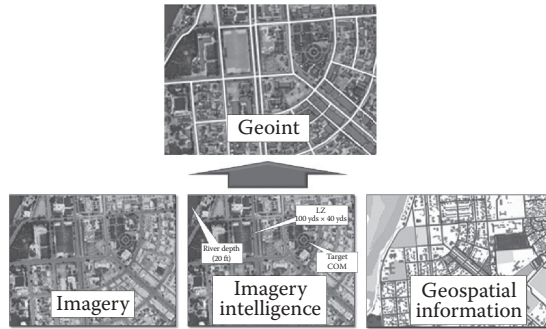 Geoint
LZ
100 yds × 40 yds
River depth
(20 ft)
Target
COM
Imagery
Imagery
intelligence
Geospatial
information